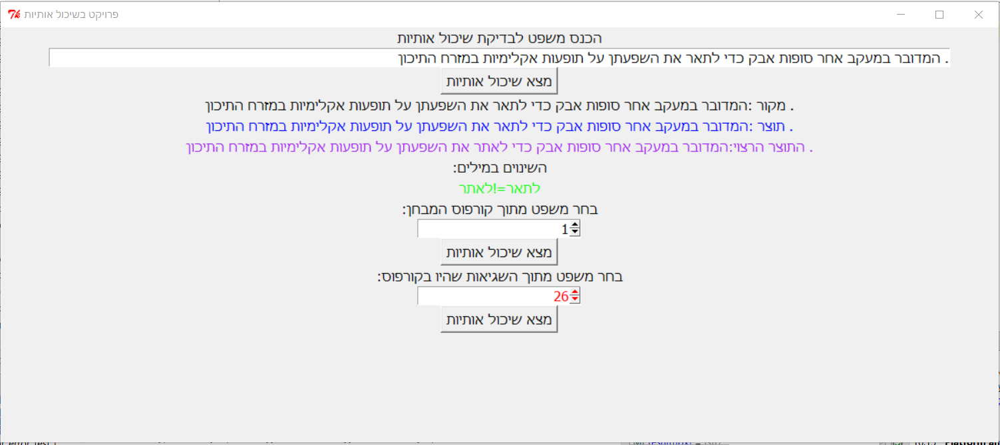 פרויקט בשיכול אותיות
הכנס משפט לבדיקת שיכול אותיות
המדובר במעקב אחר סופות אבק כדי לתאר את השפעתן על תופעות אקלימיות במזרח התיכון .
מצא שיכול אותיות
מקור :המדובר במעקב אחר סופות אבק כדי לתאר את השפעתן על תופעות אקלימיות במזרח התיכון .
תוצר :המדובר במעקב אחר סופות אבק כדי לתאר את השפעתן על תופעות אקלימיות במזרח התיכון .
התוצר הרצוי:המדובר במעקב אחר סופות אבק כדי לאתר את השפעתן על תופעות אקלימיות במזרח התיכון .
השינוים במילים:
לתאר=!לאתר
בחר משפט מתוך קורפוס המבחן:
1
מצא שיכול אותיות
בחר משפט מתוך השגיאות שהיו בקורפוס:
26
מצא שיכול אותיות